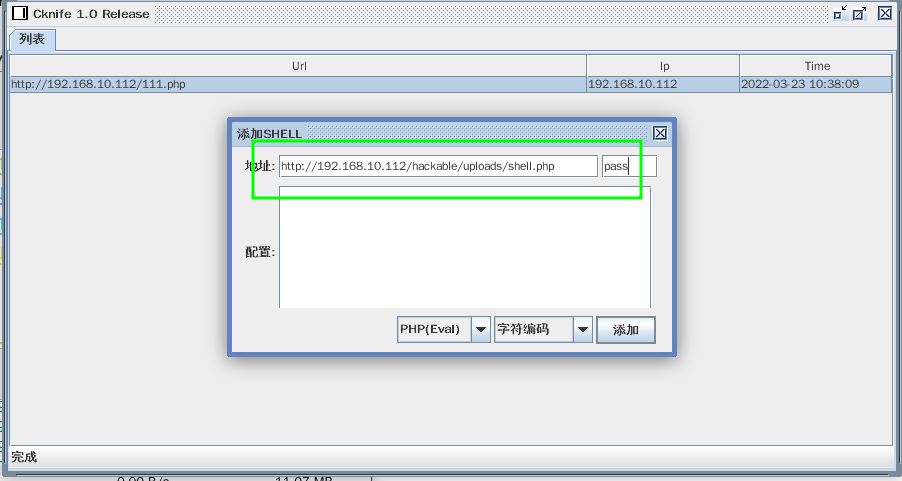 Cknife 1.0 Release
列表
Url Ip Time
http://192.168.10.112/111.php 192.168.10.112 2022-03-23 10:38:09
添加SHELL
地址: http://192.168.10.112/hackable/uploads/shell.php pass
配置:
PHP(Eval) 字符编码 添加
完成
0.00 B/s 11.07 MB